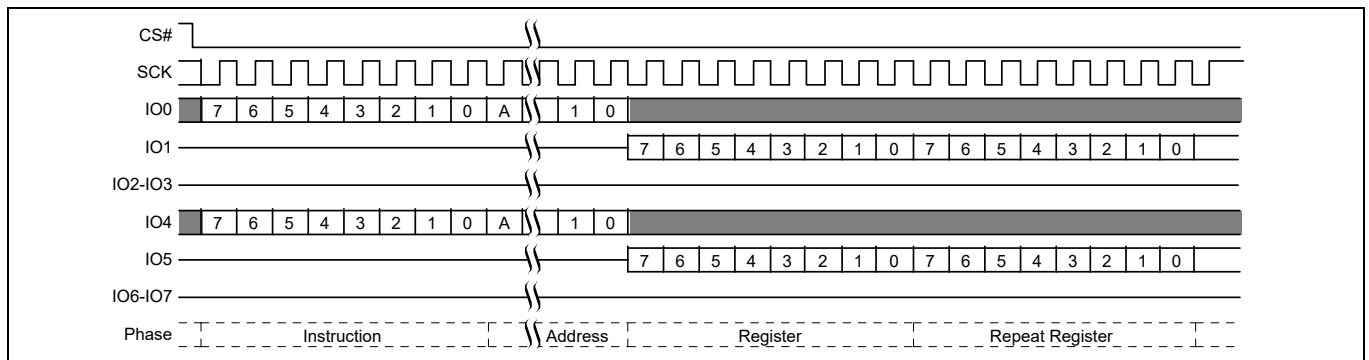 CS#
SCK
IO0 7 6 5 4 3 2 1 0 A 1 0
IO1 7 6 5 4 3 2 1 0 7 6 5 4 3 2 1 0
IO2-IO3
IO4 7 6 5 4 3 2 1 0 A 1 0
IO5 7 6 5 4 3 2 1 0 7 6 5 4 3 2 1 0
IO6-IO7
Phase Instruction Address Register Repeat Register